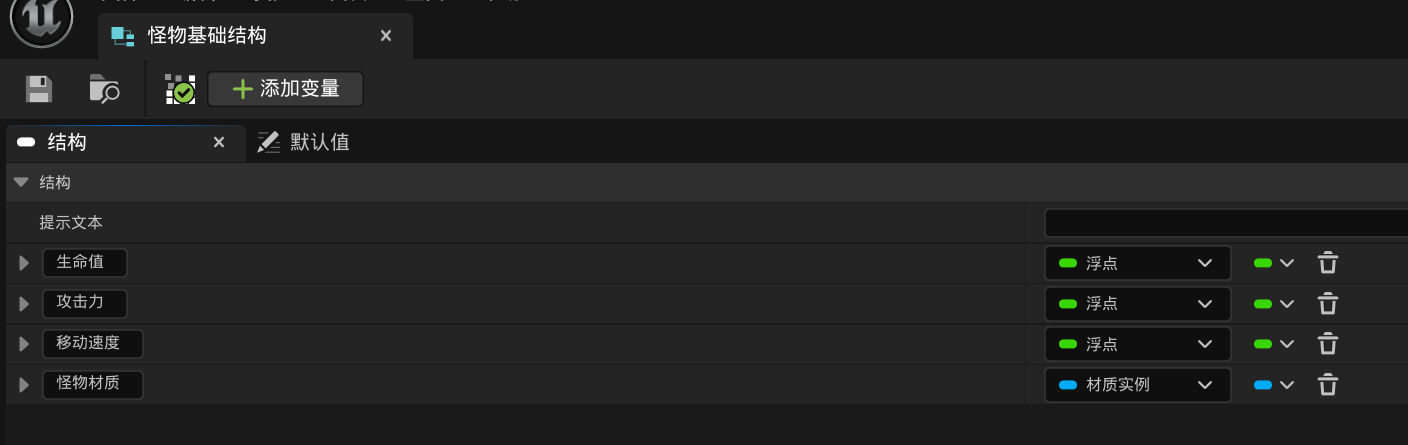 怪物基础结构
添加变量
结构 默认值
结构
提示文本
生命值 浮点
攻击力 浮点
移动速度 浮点
怪物材质 材质实例